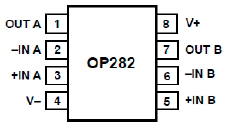 OUT A 1 8 V+
–IN A 2 7 OUT B
OP282
+IN A 3 6 –IN B
V– 4 5 +IN B